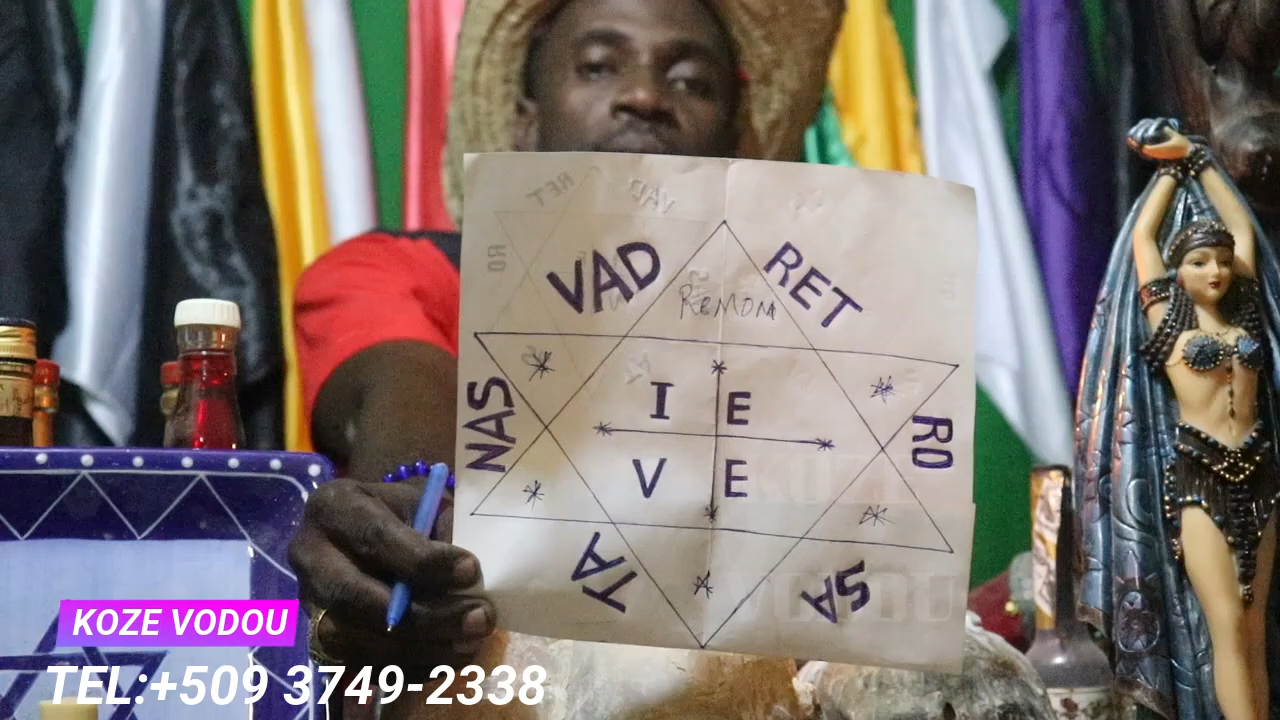 VAD
RET
REMON
NAS
I E
RO
V E
TA
SA
KOZE VODOU
TEL:+509 3749-2338